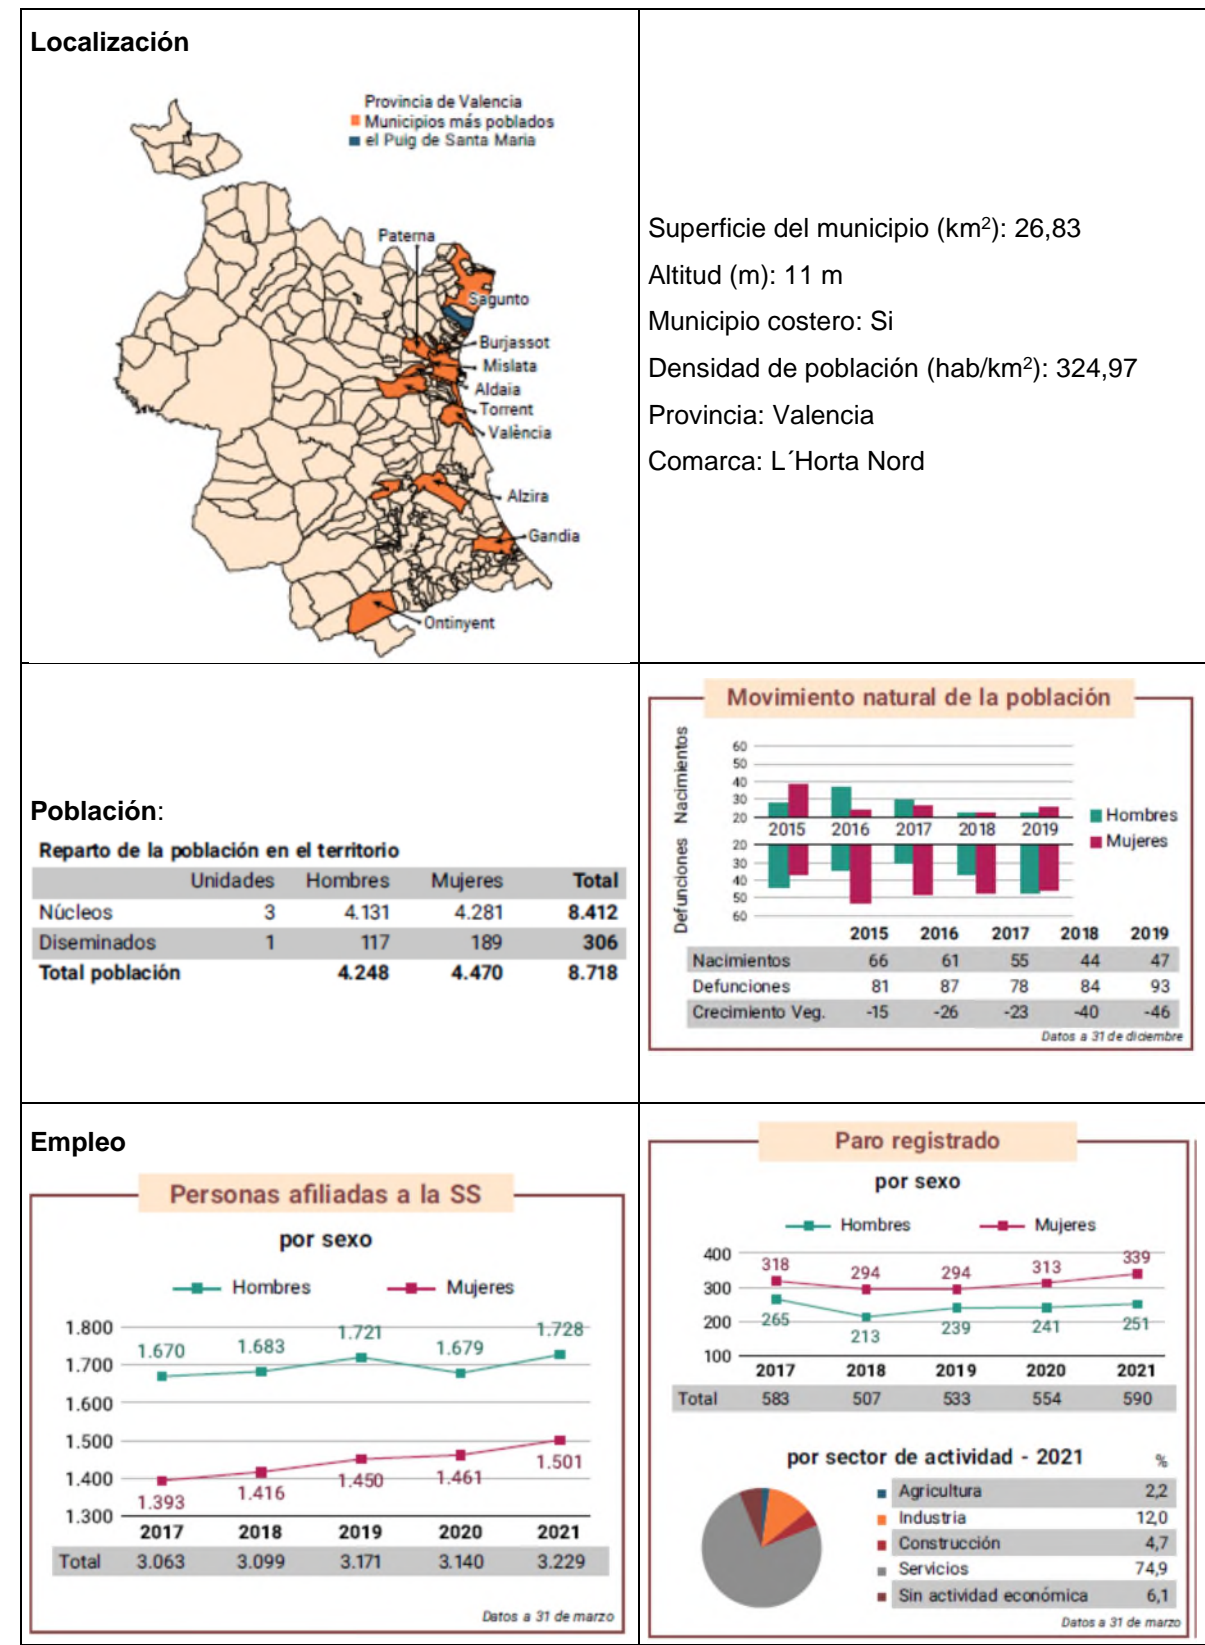 Localización
Provincia de Valencia
Municipios más poblados
el Puig de Santa Maria
Paterna
Sagunto
Burjassot
Mislata
Aldaia
Torrent
València
Alzira
Gandia
Ontinyent
Superficie del municipio (km²): 26,83
Altitud (m): 11 m
Municipio costero: Si
Densidad de población (hab/km²): 324,97
Provincia: Valencia
Comarca: L´Horta Nord
Población:
Reparto de la población en el territorio
Unidades Hombres Mujeres Total
Núcleos 3 4.131 4.281 8.412
Diseminados 1 117 189 306
Total población 4.248 4.470 8.718
Movimiento natural de la población
Nacimientos
60
50
40
30
20
2015 2016 2017 2018 2019
Hombres
Mujeres
Defunciones
20
30
40
50
60
2015 2016 2017 2018 2019
Nacimientos 66 61 55 44 47
Defunciones 81 87 78 84 93
Crecimiento Veg. -15 -26 -23 -40 -46
Datos a 31 de diciembre
Empleo
Personas afiliadas a la SS
por sexo
Hombres Mujeres
1.800
1.700
1.600
1.500
1.400
1.300
1.670 1.683 1.721 1.679 1.728
1.393 1.416 1.450 1.461 1.501
2017 2018 2019 2020 2021
Total 3.063 3.099 3.171 3.140 3.229
Datos a 31 de marzo
Paro registrado
por sexo
Hombres Mujeres
400
300
200
100
318 294 294 313 339
265 213 239 241 251
2017 2018 2019 2020 2021
Total 583 507 533 554 590
por sector de actividad - 2021 %
Agricultura 2,2
Industria 12,0
Construcción 4,7
Servicios 74,9
Sin actividad económica 6,1
Datos a 31 de marzo